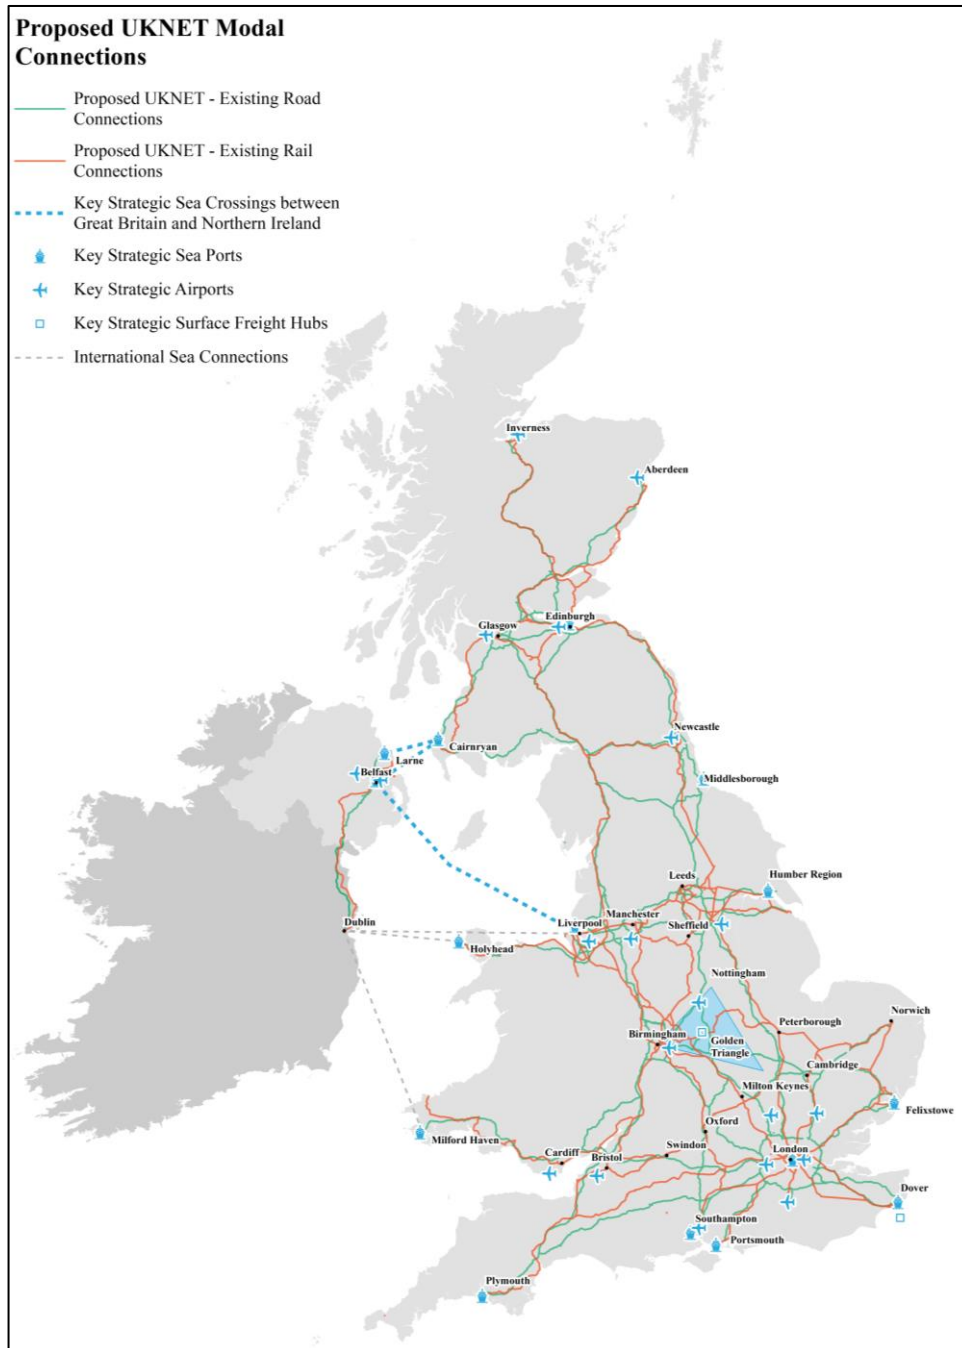 Proposed UKNET Modal
Connections
Proposed UKNET - Existing Road
Connections
Proposed UKNET - Existing Rail
Connections
Key Strategic Sea Crossings between
Great Britain and Northern Ireland
Key Strategic Sea Ports
Key Strategic Airports
Key Strategic Surface Freight Hubs
International Sea Connections
Inverness
Aberdeen
Edinburgh
Glasgow
Newcastle
Cairnryan
Larne
Belfast
Middlesborough
Leeds
Humber Region
Manchester
Dublin
Liverpool
Sheffield
Holyhead
Nottingham
Norwich
Peterborough
Birmingham
Golden
Triangle
Cambridge
Milton Keynes
Felixstowe
Oxford
Milford Haven
Swindon
London
Cardiff
Bristol
Dover
Southampton
Portsmouth
Plymouth